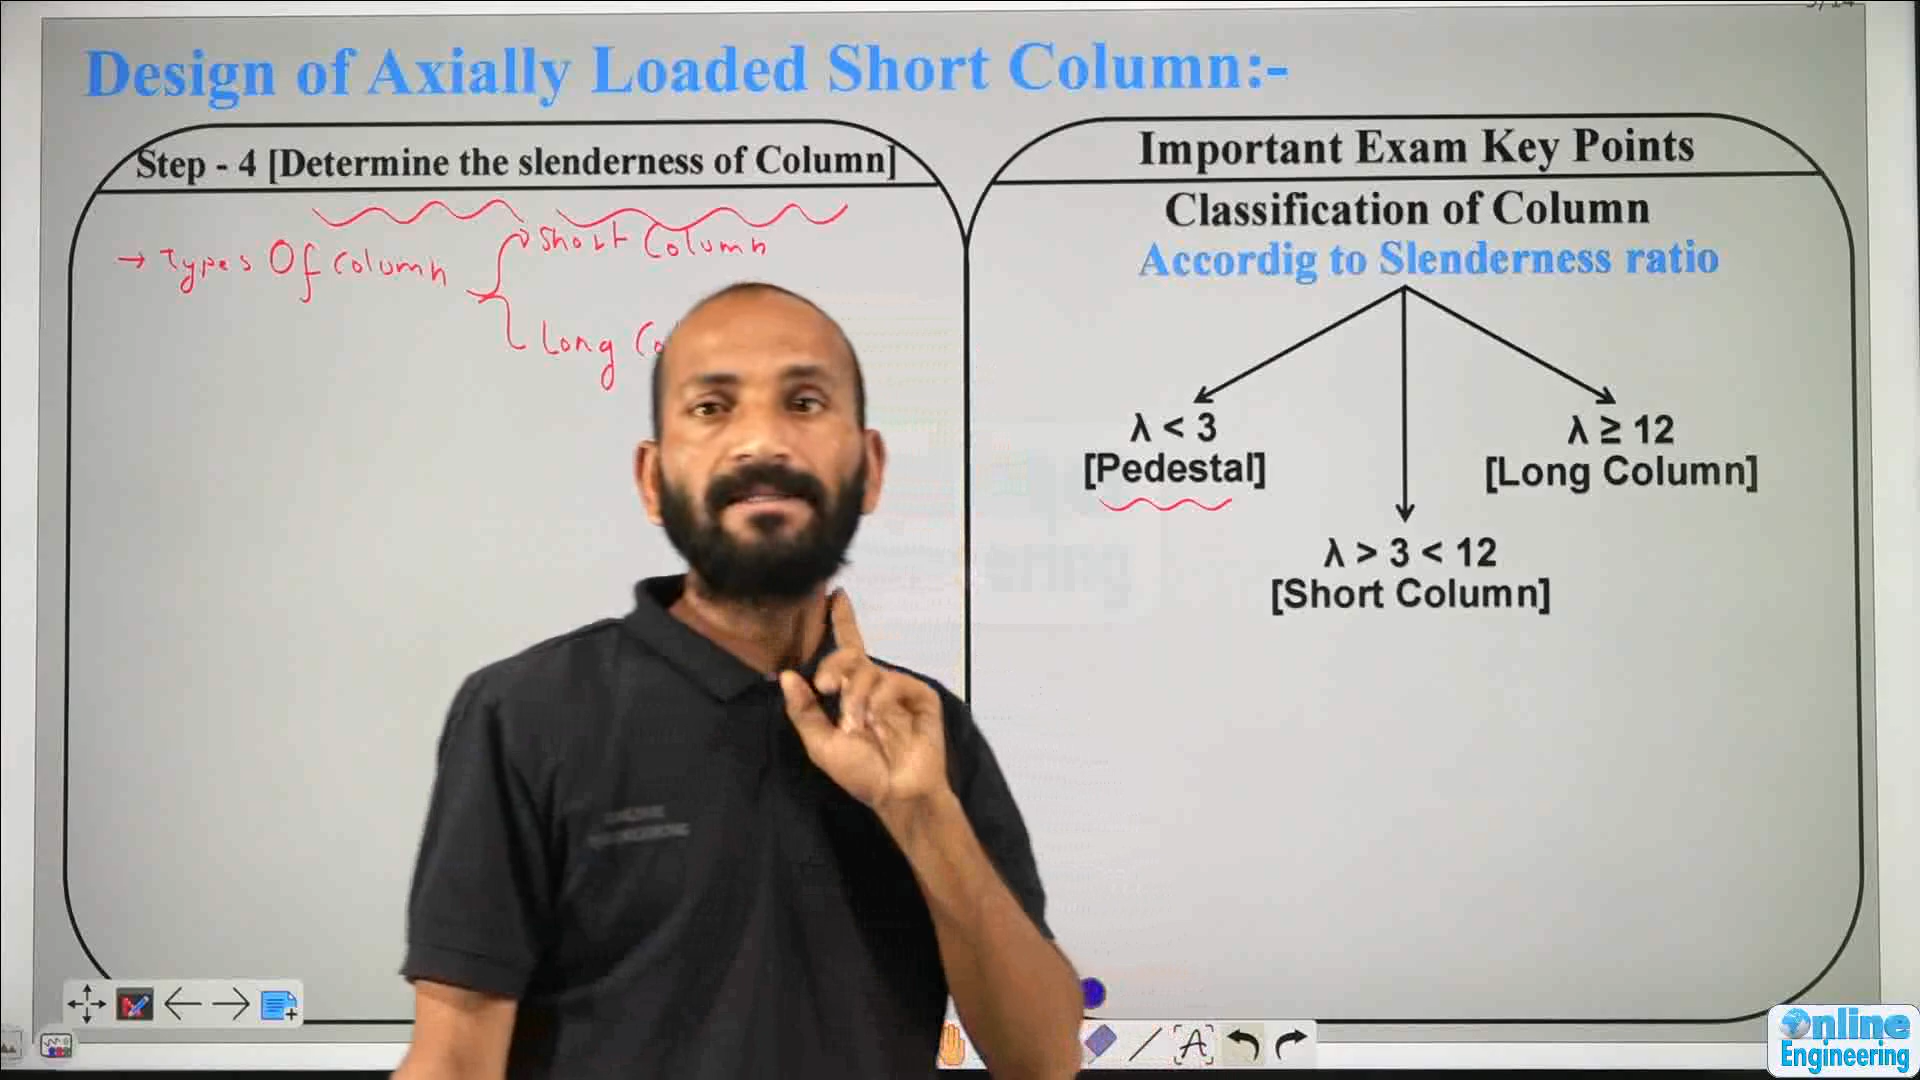 Design of Axially Loaded Short Column:-
Step - 4 [Determine the slenderness of Column]
→ Types Of Column
Short Column
Long Co
Important Exam Key Points
Classification of Column
Accordig to Slenderness ratio
λ < 3
[Pedestal]
λ ≥ 12
[Long Column]
λ > 3 < 12
[Short Column]
Online
Engineering